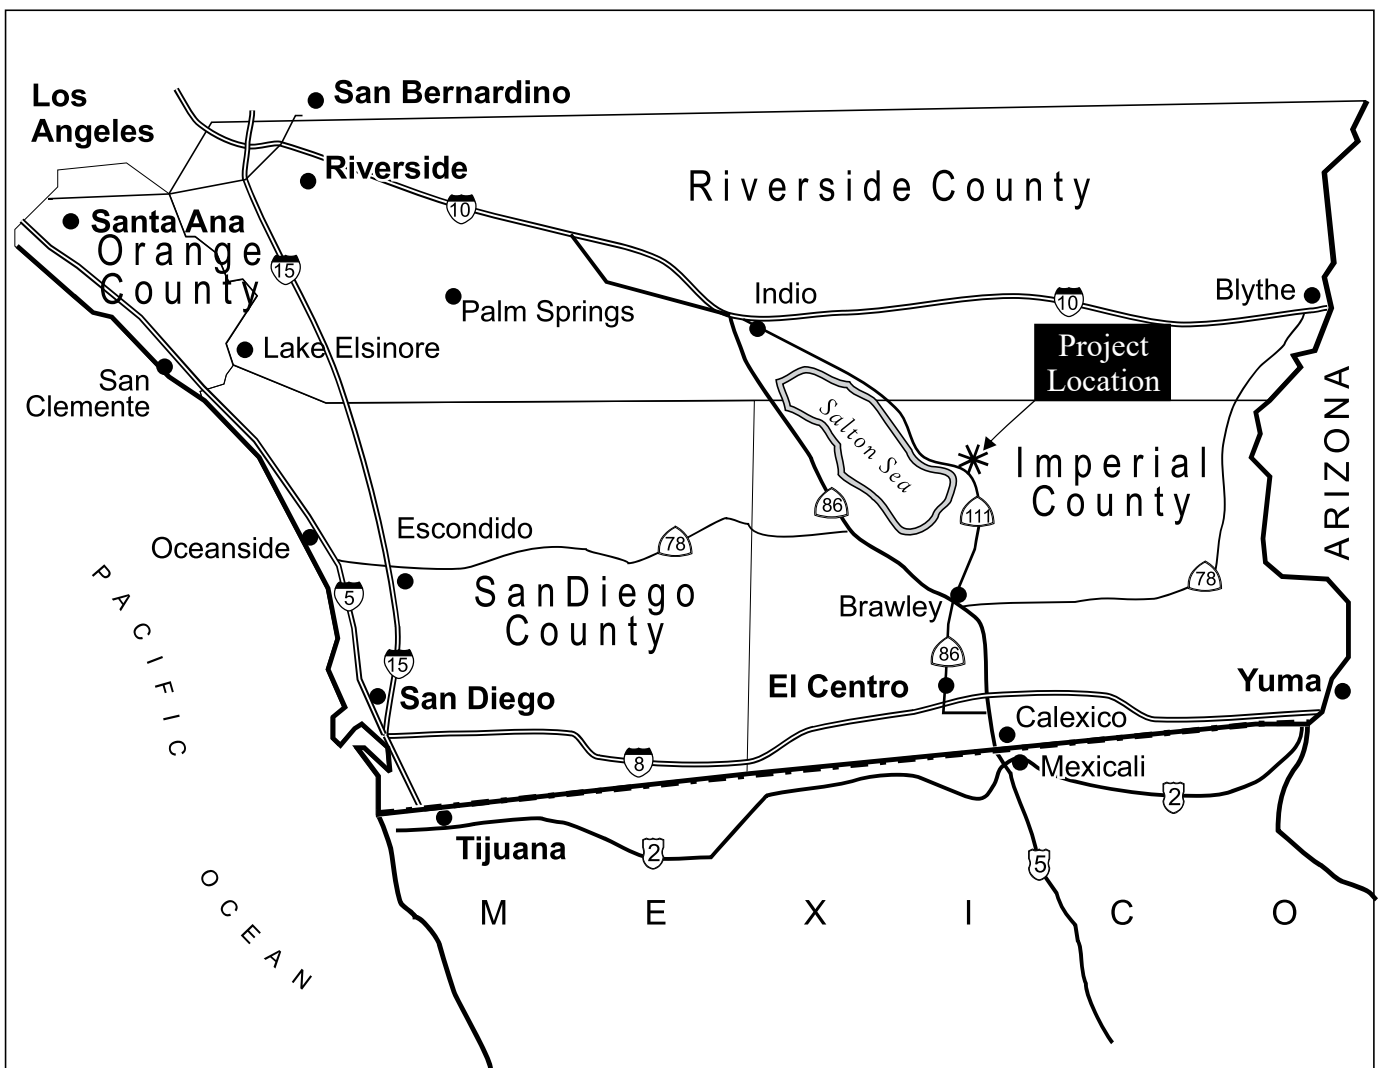 Los
Angeles
San Bernardino
Riverside
Riverside County
10
Santa Ana
Orange
County
15
Palm Springs
Indio
10
Blythe
Project
Location
Lake Elsinore
San
Clemente
Salton Sea
ARIZONA
Imperial
County
86
111
Escondido
Oceanside
78
78
5
San Diego
County
Brawley
PACIFIC
15
86
San Diego
El Centro
Yuma
Calexico
8
Mexicali
2
Tijuana
2
5
OCEAN
M E X I C O